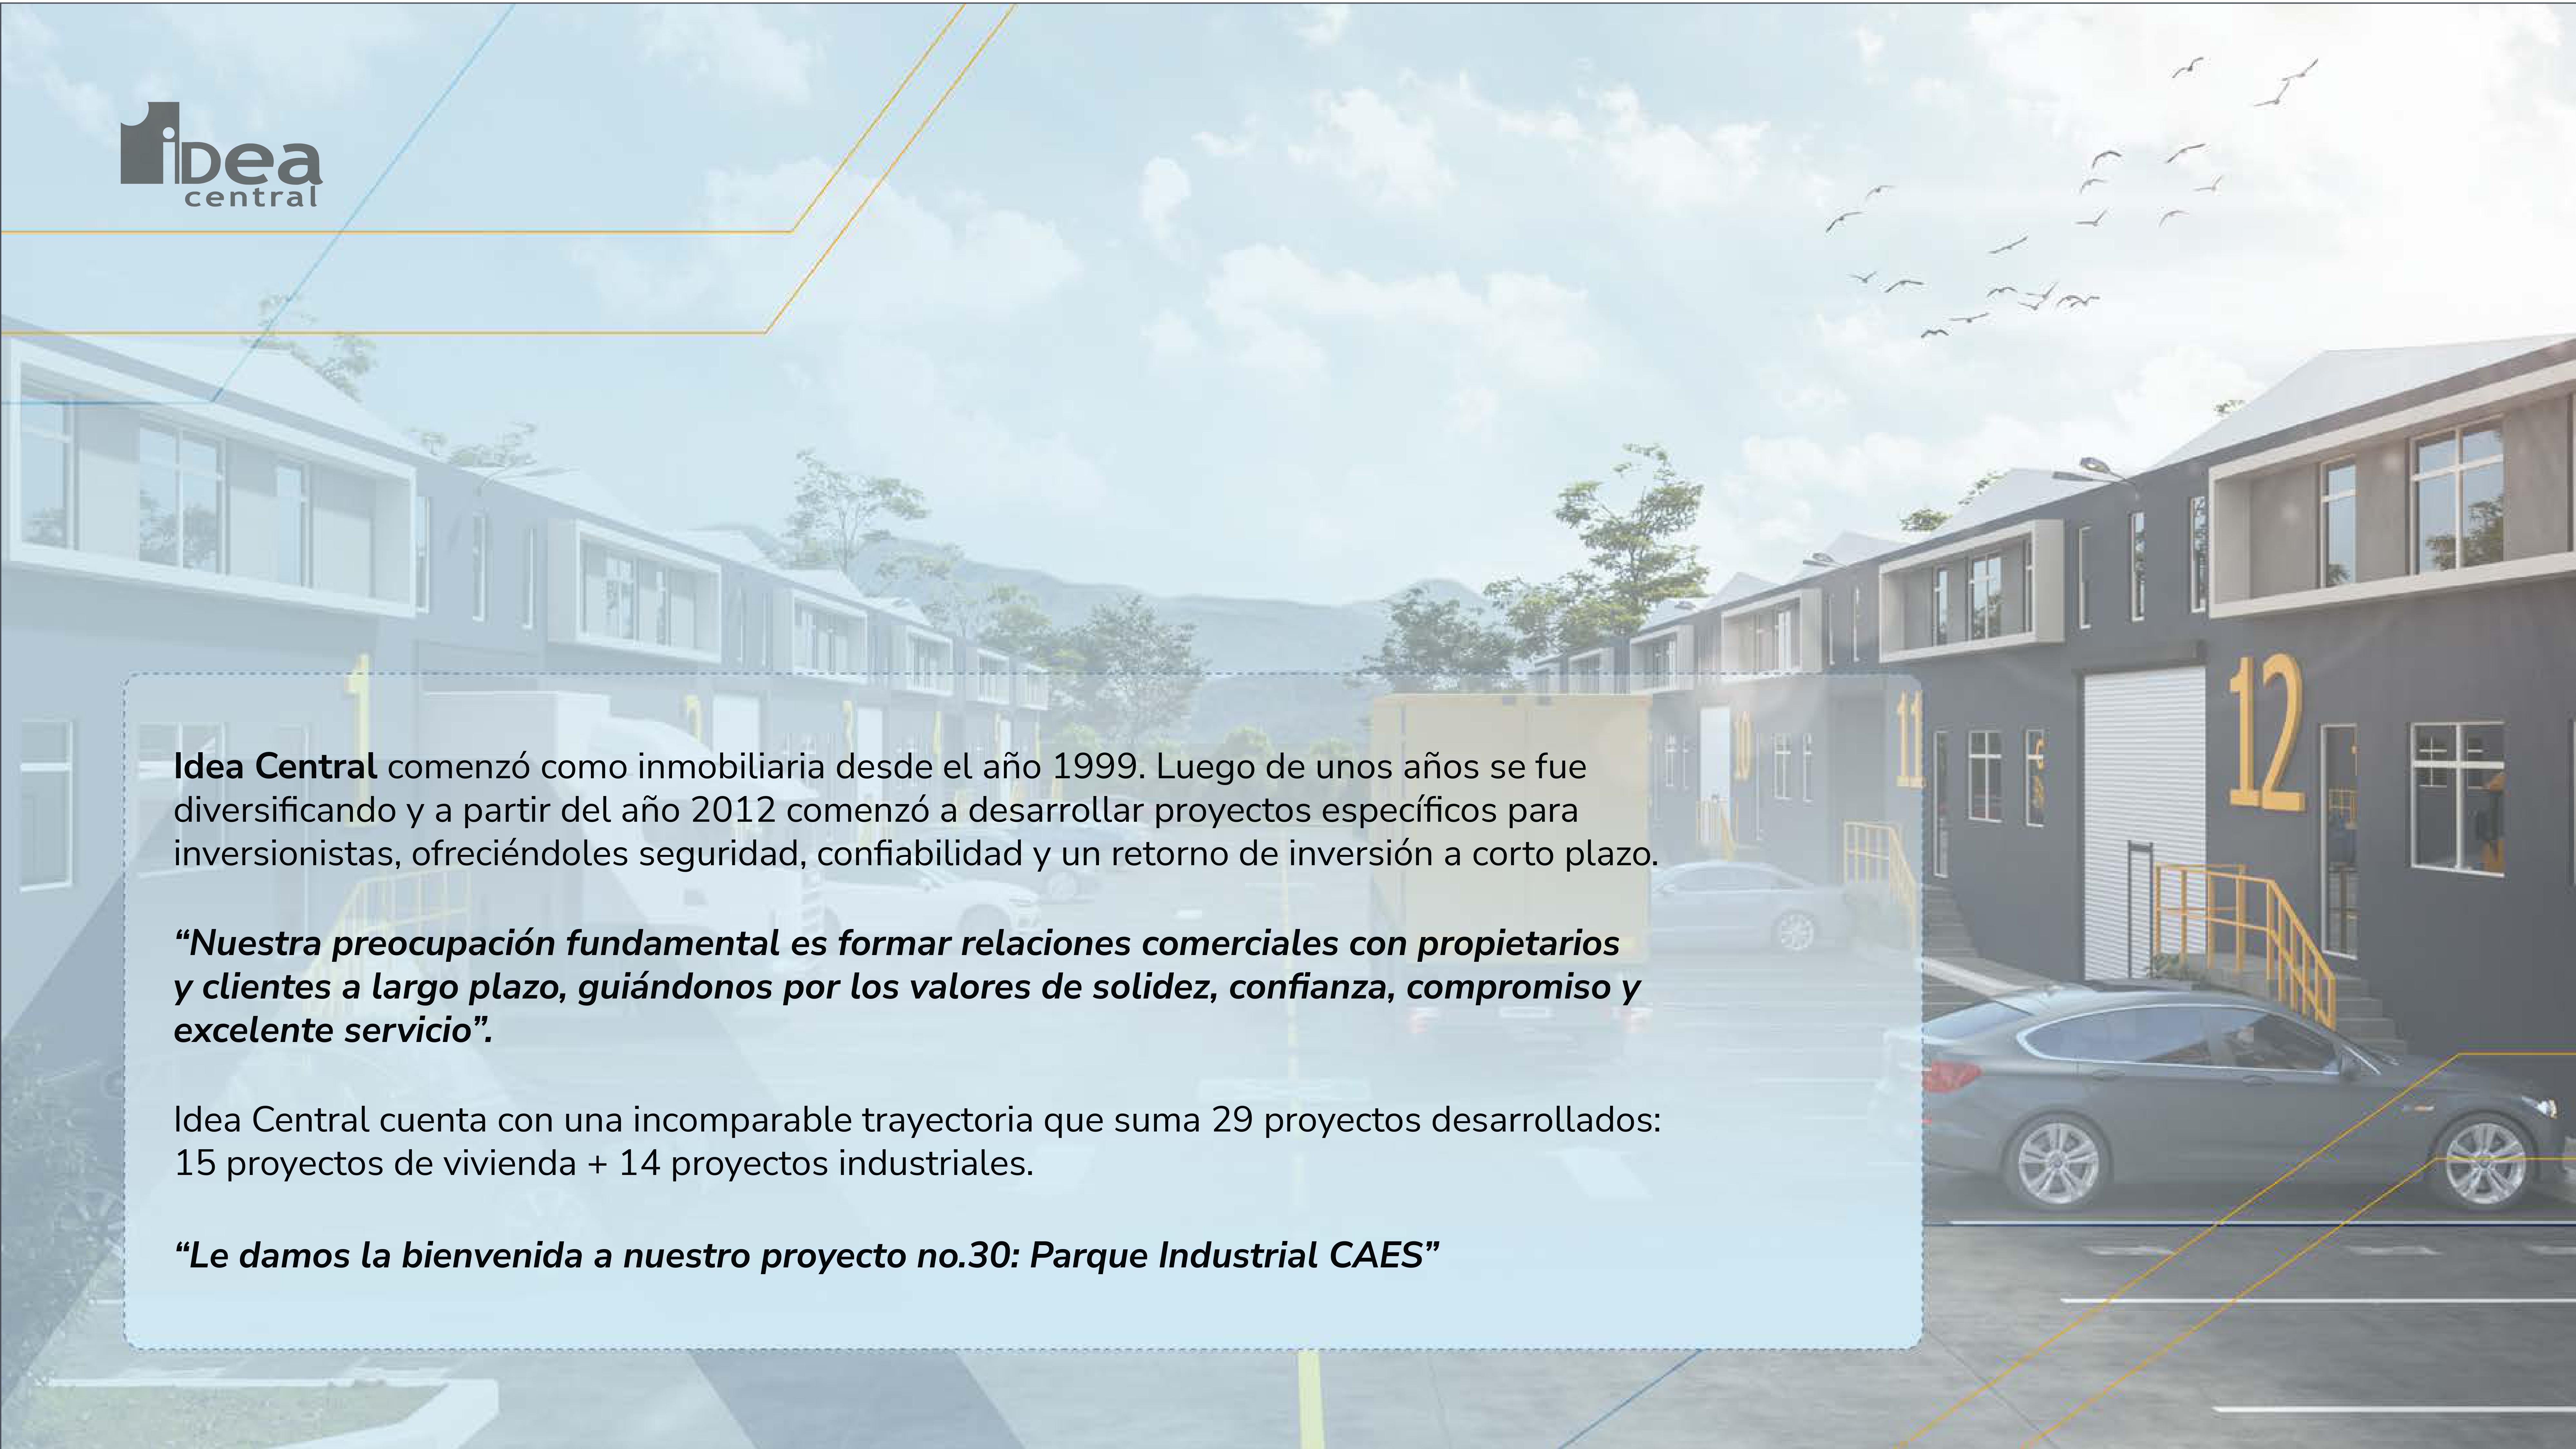 idea
central
1
2
3
10
11
12
Idea Central comenzó como inmobiliaria desde el año 1999. Luego de unos años se fue
diversificando y a partir del año 2012 comenzó a desarrollar proyectos específicos para
inversionistas, ofreciéndoles seguridad, confiabilidad y un retorno de inversión a corto plazo.
“Nuestra preocupación fundamental es formar relaciones comerciales con propietarios
y clientes a largo plazo, guiándonos por los valores de solidez, confianza, compromiso y
excelente servicio”.
Idea Central cuenta con una incomparable trayectoria que suma 29 proyectos desarrollados:
15 proyectos de vivienda + 14 proyectos industriales.
“Le damos la bienvenida a nuestro proyecto no.30: Parque Industrial CAES”